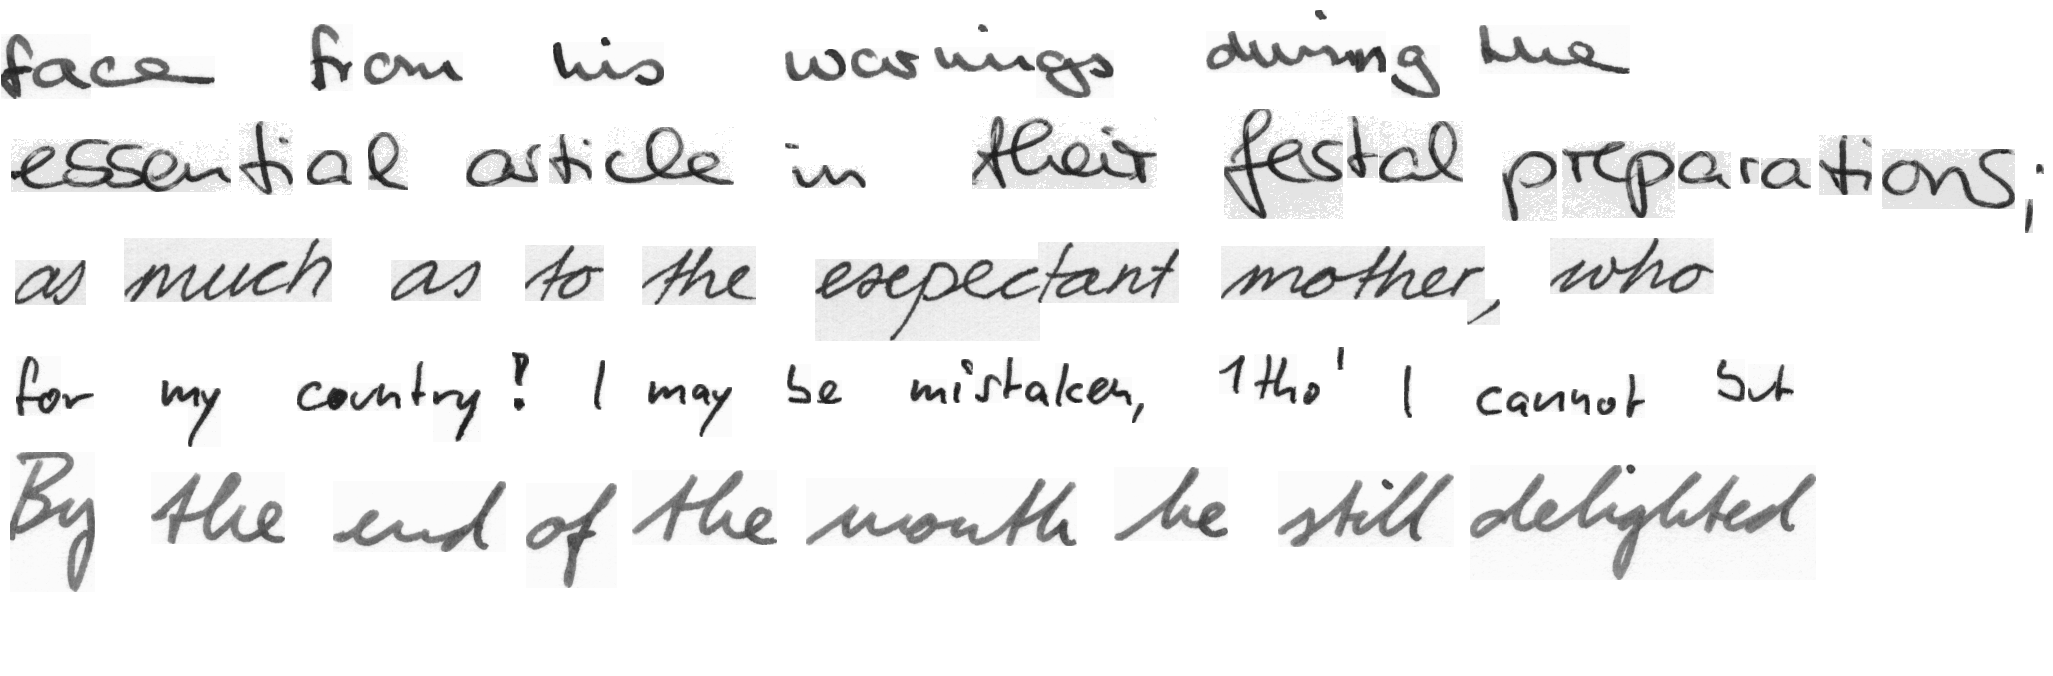 face from his warnings during the
essential article in their festal preparations;
as much as to the exepectant mother, who
for my country! I may be mistaken, 'tho' I cannot but
By the end of the month he still delighted